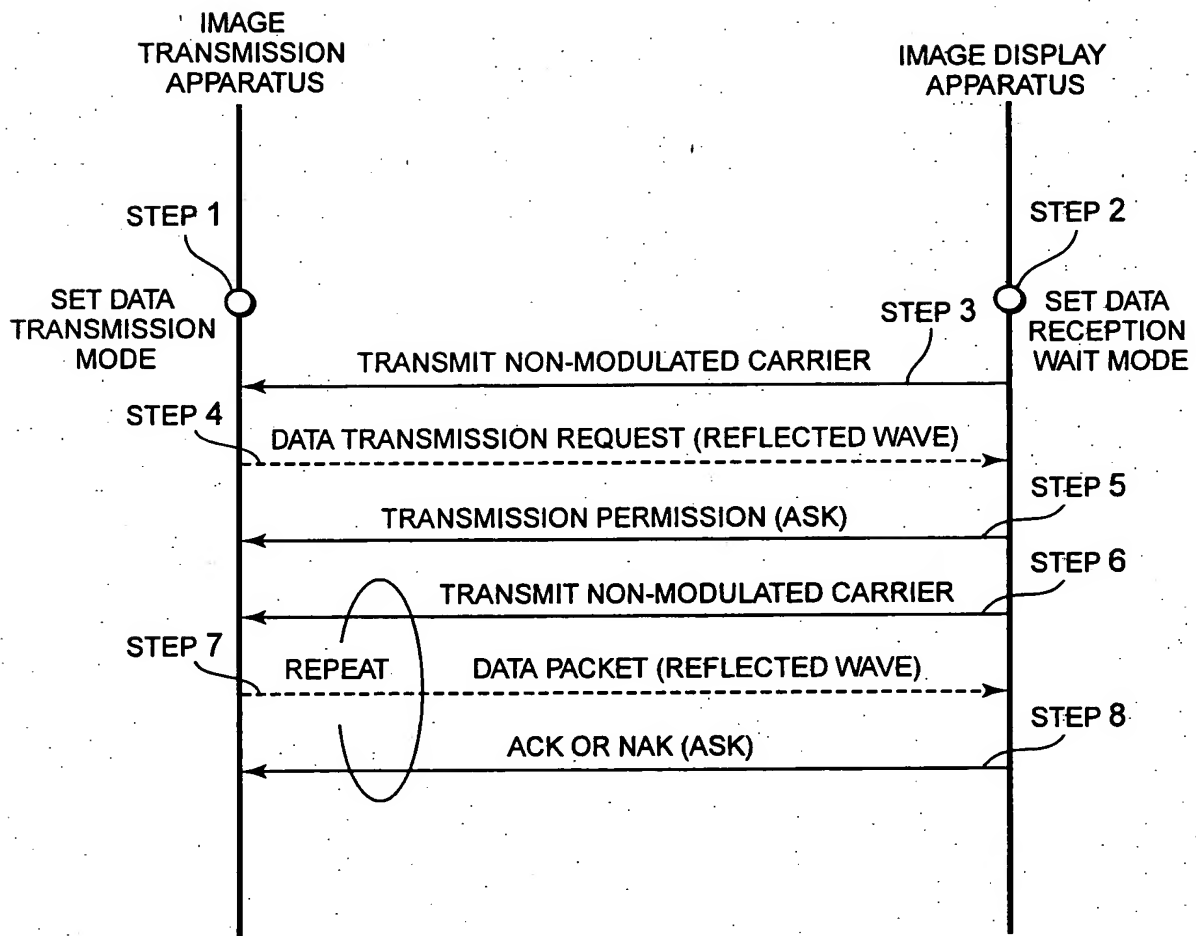 IMAGE
TRANSMISSION
APPARATUS
IMAGE DISPLAY
APPARATUS
STEP 1
STEP 2
SET DATA
TRANSMISSION
MODE
SET DATA
RECEPTION
WAIT MODE
STEP 3
TRANSMIT NON-MODULATED CARRIER
STEP 4
DATA TRANSMISSION REQUEST (REFLECTED WAVE)
STEP 5
TRANSMISSION PERMISSION (ASK)
STEP 6
TRANSMIT NON-MODULATED CARRIER
STEP 7
REPEAT
DATA PACKET (REFLECTED WAVE)
STEP 8
ACK OR NAK (ASK)